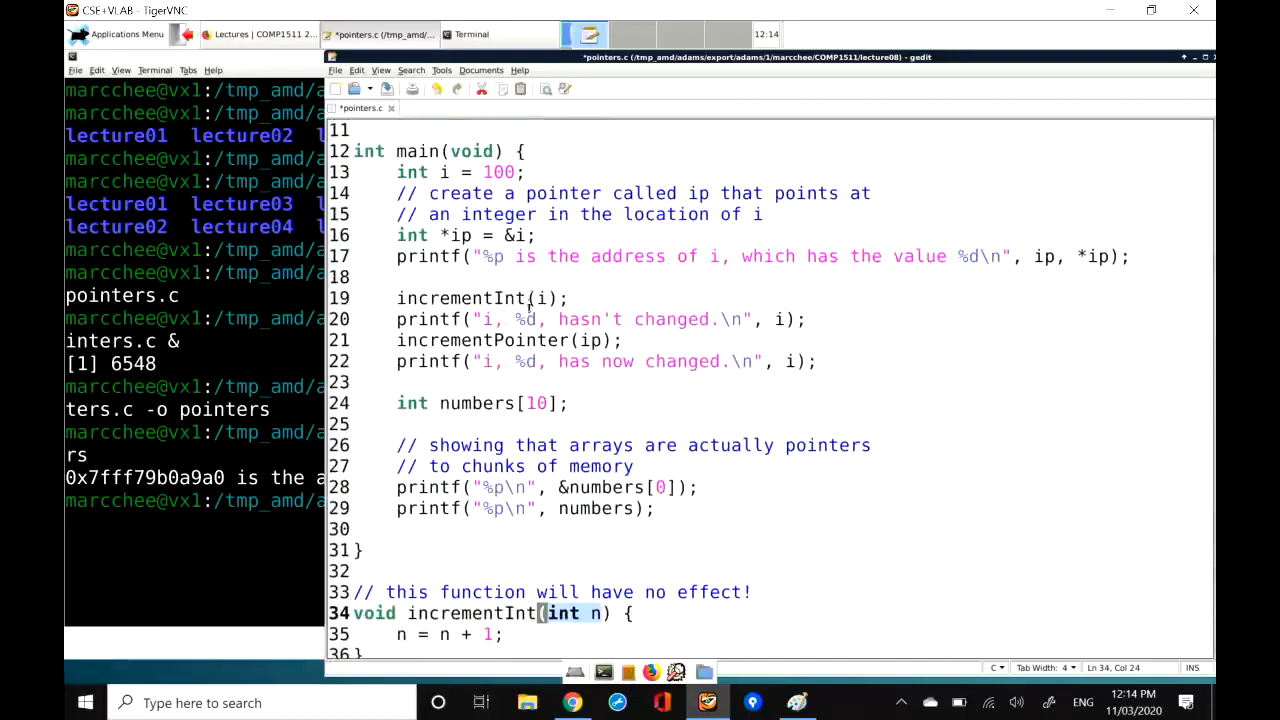 CSE+VLAB - TigerVNC
Applications Menu
Lectures | COMP1511 2...
*pointers.c (/tmp_amd/...
Terminal
12:14
*pointers.c (/tmp_amd/adams/export/adams/1/marcchee/COMP1511/lecture08) - gedit
File Edit View Terminal Tabs Help
File Edit View Search Tools Documents Help
*pointers.c
marcchee@vx1:/tmp_amd/a
marcchee@vx1:/tmp_amd/a
lecture01 lecture02 l
marcchee@vx1:/tmp_amd/a
marcchee@vx1:/tmp_amd/a
lecture01 lecture03 l
lecture02 lecture04 l
marcchee@vx1:/tmp_amd/a
marcchee@vx1:/tmp_amd/a
pointers.c
marcchee@vx1:/tmp_amd/a
inters.c &
[1] 6548
marcchee@vx1:/tmp_amd/a
ters.c -o pointers
marcchee@vx1:/tmp_amd/a
rs
0x7fff79b0a9a0 is the a
marcchee@vx1:/tmp_amd/a
11
12 int main(void) {
13     int i = 100;
14     // create a pointer called ip that points at
15     // an integer in the location of i
16     int *ip = &i;
17     printf("%p is the address of i, which has the value %d\n", ip, *ip);
18
19     incrementInt(i);
20     printf("i, %d, hasn't changed.\n", i);
21     incrementPointer(ip);
22     printf("i, %d, has now changed.\n", i);
23
24     int numbers[10];
25
26     // showing that arrays are actually pointers
27     // to chunks of memory
28     printf("%p\n", &numbers[0]);
29     printf("%p\n", numbers);
30
31 }
32
33 // this function will have no effect!
34 void incrementInt(int n) {
35     n = n + 1;
36 }
C Tab Width: 4 Ln 34, Col 24 INS
Type here to search
ENG
12:14 PM
11/03/2020